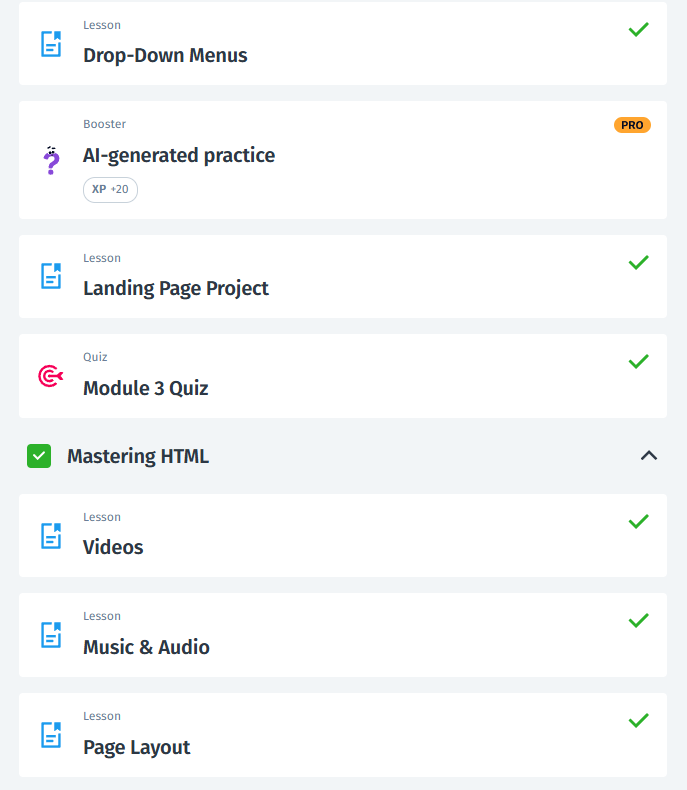 Lesson
Drop-Down Menus
Booster
PRO
AI-generated practice
XP +20
Lesson
Landing Page Project
Quiz
Module 3 Quiz
Mastering HTML
Lesson
Videos
Lesson
Music & Audio
Lesson
Page Layout